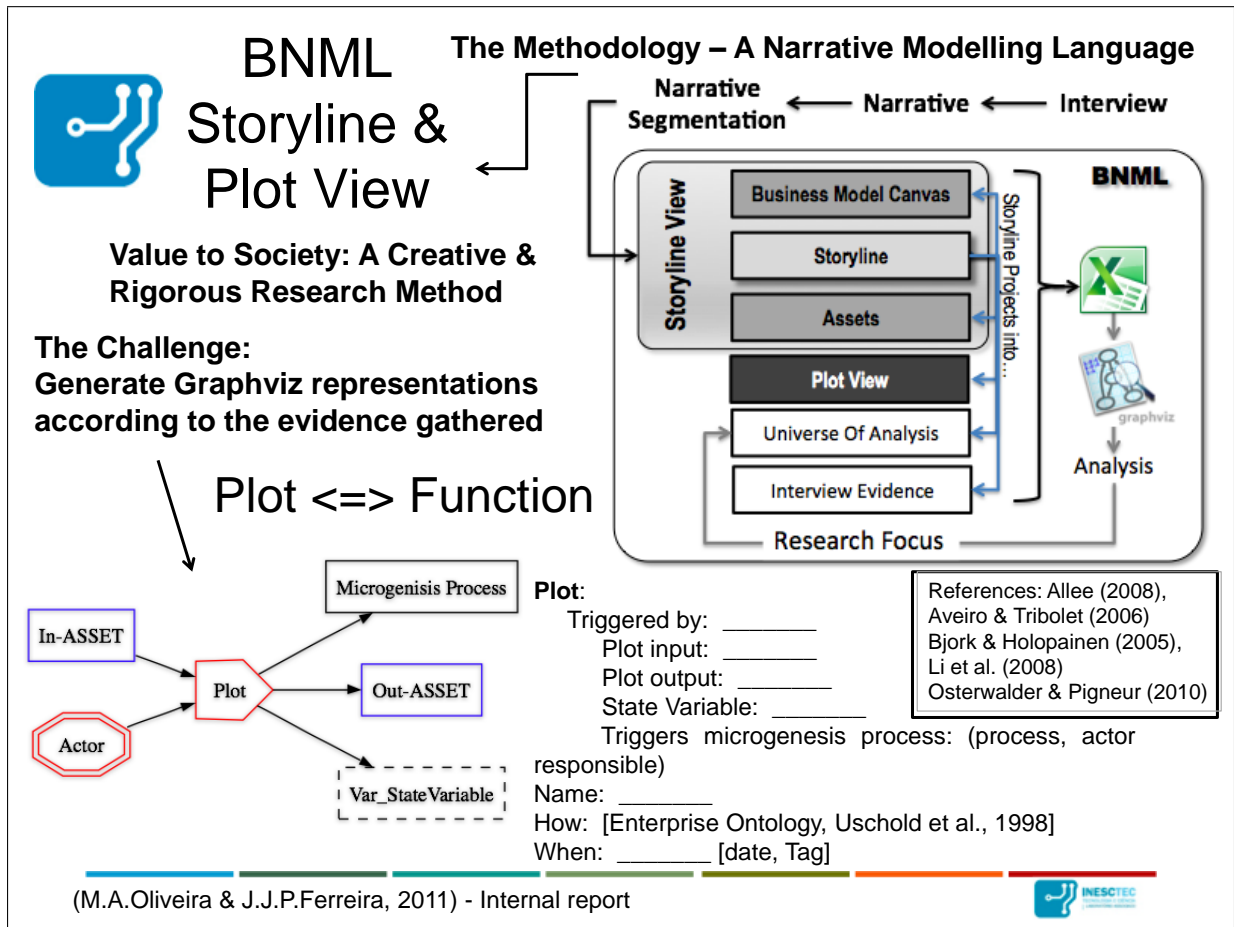 BNML
Storyline &
Plot View
The Methodology – A Narrative Modelling Language
Narrative
Segmentation
Narrative
Interview
BNML
Storyline View
Business Model Canvas
Storyline
Assets
Plot View
Universe Of Analysis
Interview Evidence
Storyline Projects into...
graphviz
Analysis
Research Focus
Value to Society: A Creative &
Rigorous Research Method
The Challenge:
Generate Graphviz representations
according to the evidence gathered
Plot <=> Function
In-ASSET
Actor
Plot
Microgenisis Process
Out-ASSET
Var_StateVariable
Plot:
Triggered by: _______
Plot input: _______
Plot output: _______
State Variable: _______
Triggers microgenesis process: (process, actor
responsible)
Name: _______
How: [Enterprise Ontology, Uschold et al., 1998]
When: _______ [date, Tag]
References: Allee (2008),
Aveiro & Tribolet (2006)
Bjork & Holopainen (2005),
Li et al. (2008)
Osterwalder & Pigneur (2010)
(M.A.Oliveira & J.J.P.Ferreira, 2011) - Internal report
INESCTEC